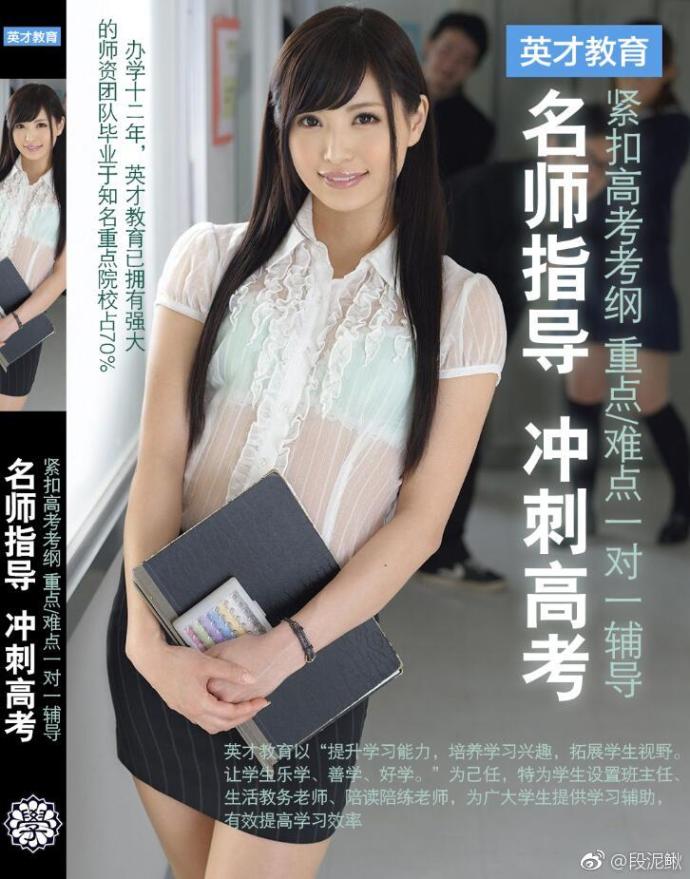 英才教育
紧扣高考考纲 重点/难点一对一辅导
名师指导 冲刺高考
學
办学十二年，英才教育已拥有强大
的师资团队毕业于知名重点院校占70%
英才教育
紧扣高考考纲 重点/难点一对一辅导
名师指导 冲刺高考
英才教育以“提升学习能力，培养学习兴趣，拓展学生视野。
让学生乐学、善学、好学。”为己任，特为学生设置班主任、
生活教务老师、陪读陪练老师，为广大学生提供学习辅助，
有效提高学习效率
@段泥鳅